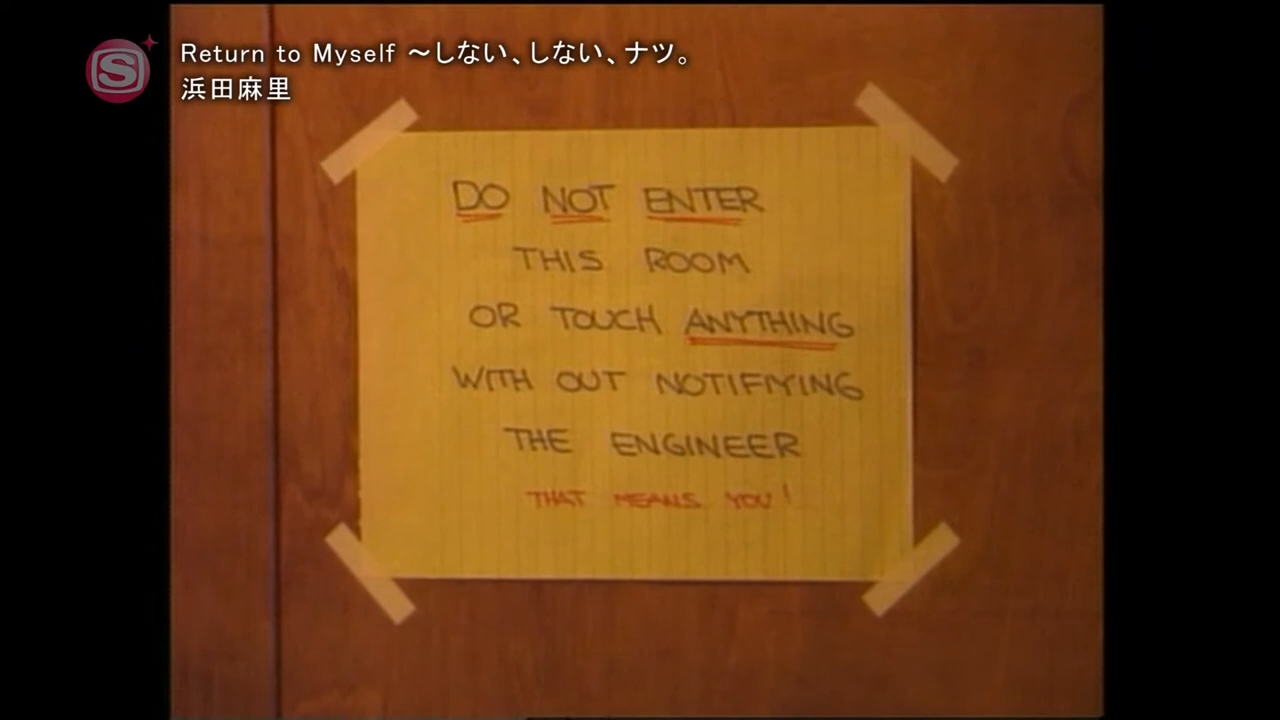 Return to Myself ～しない、しない、ナツ。
浜田麻里
DO NOT ENTER
THIS ROOM
OR TOUCH ANYTHING
WITH OUT NOTIFIYING
THE ENGINEER
THAT MEANS YOU!